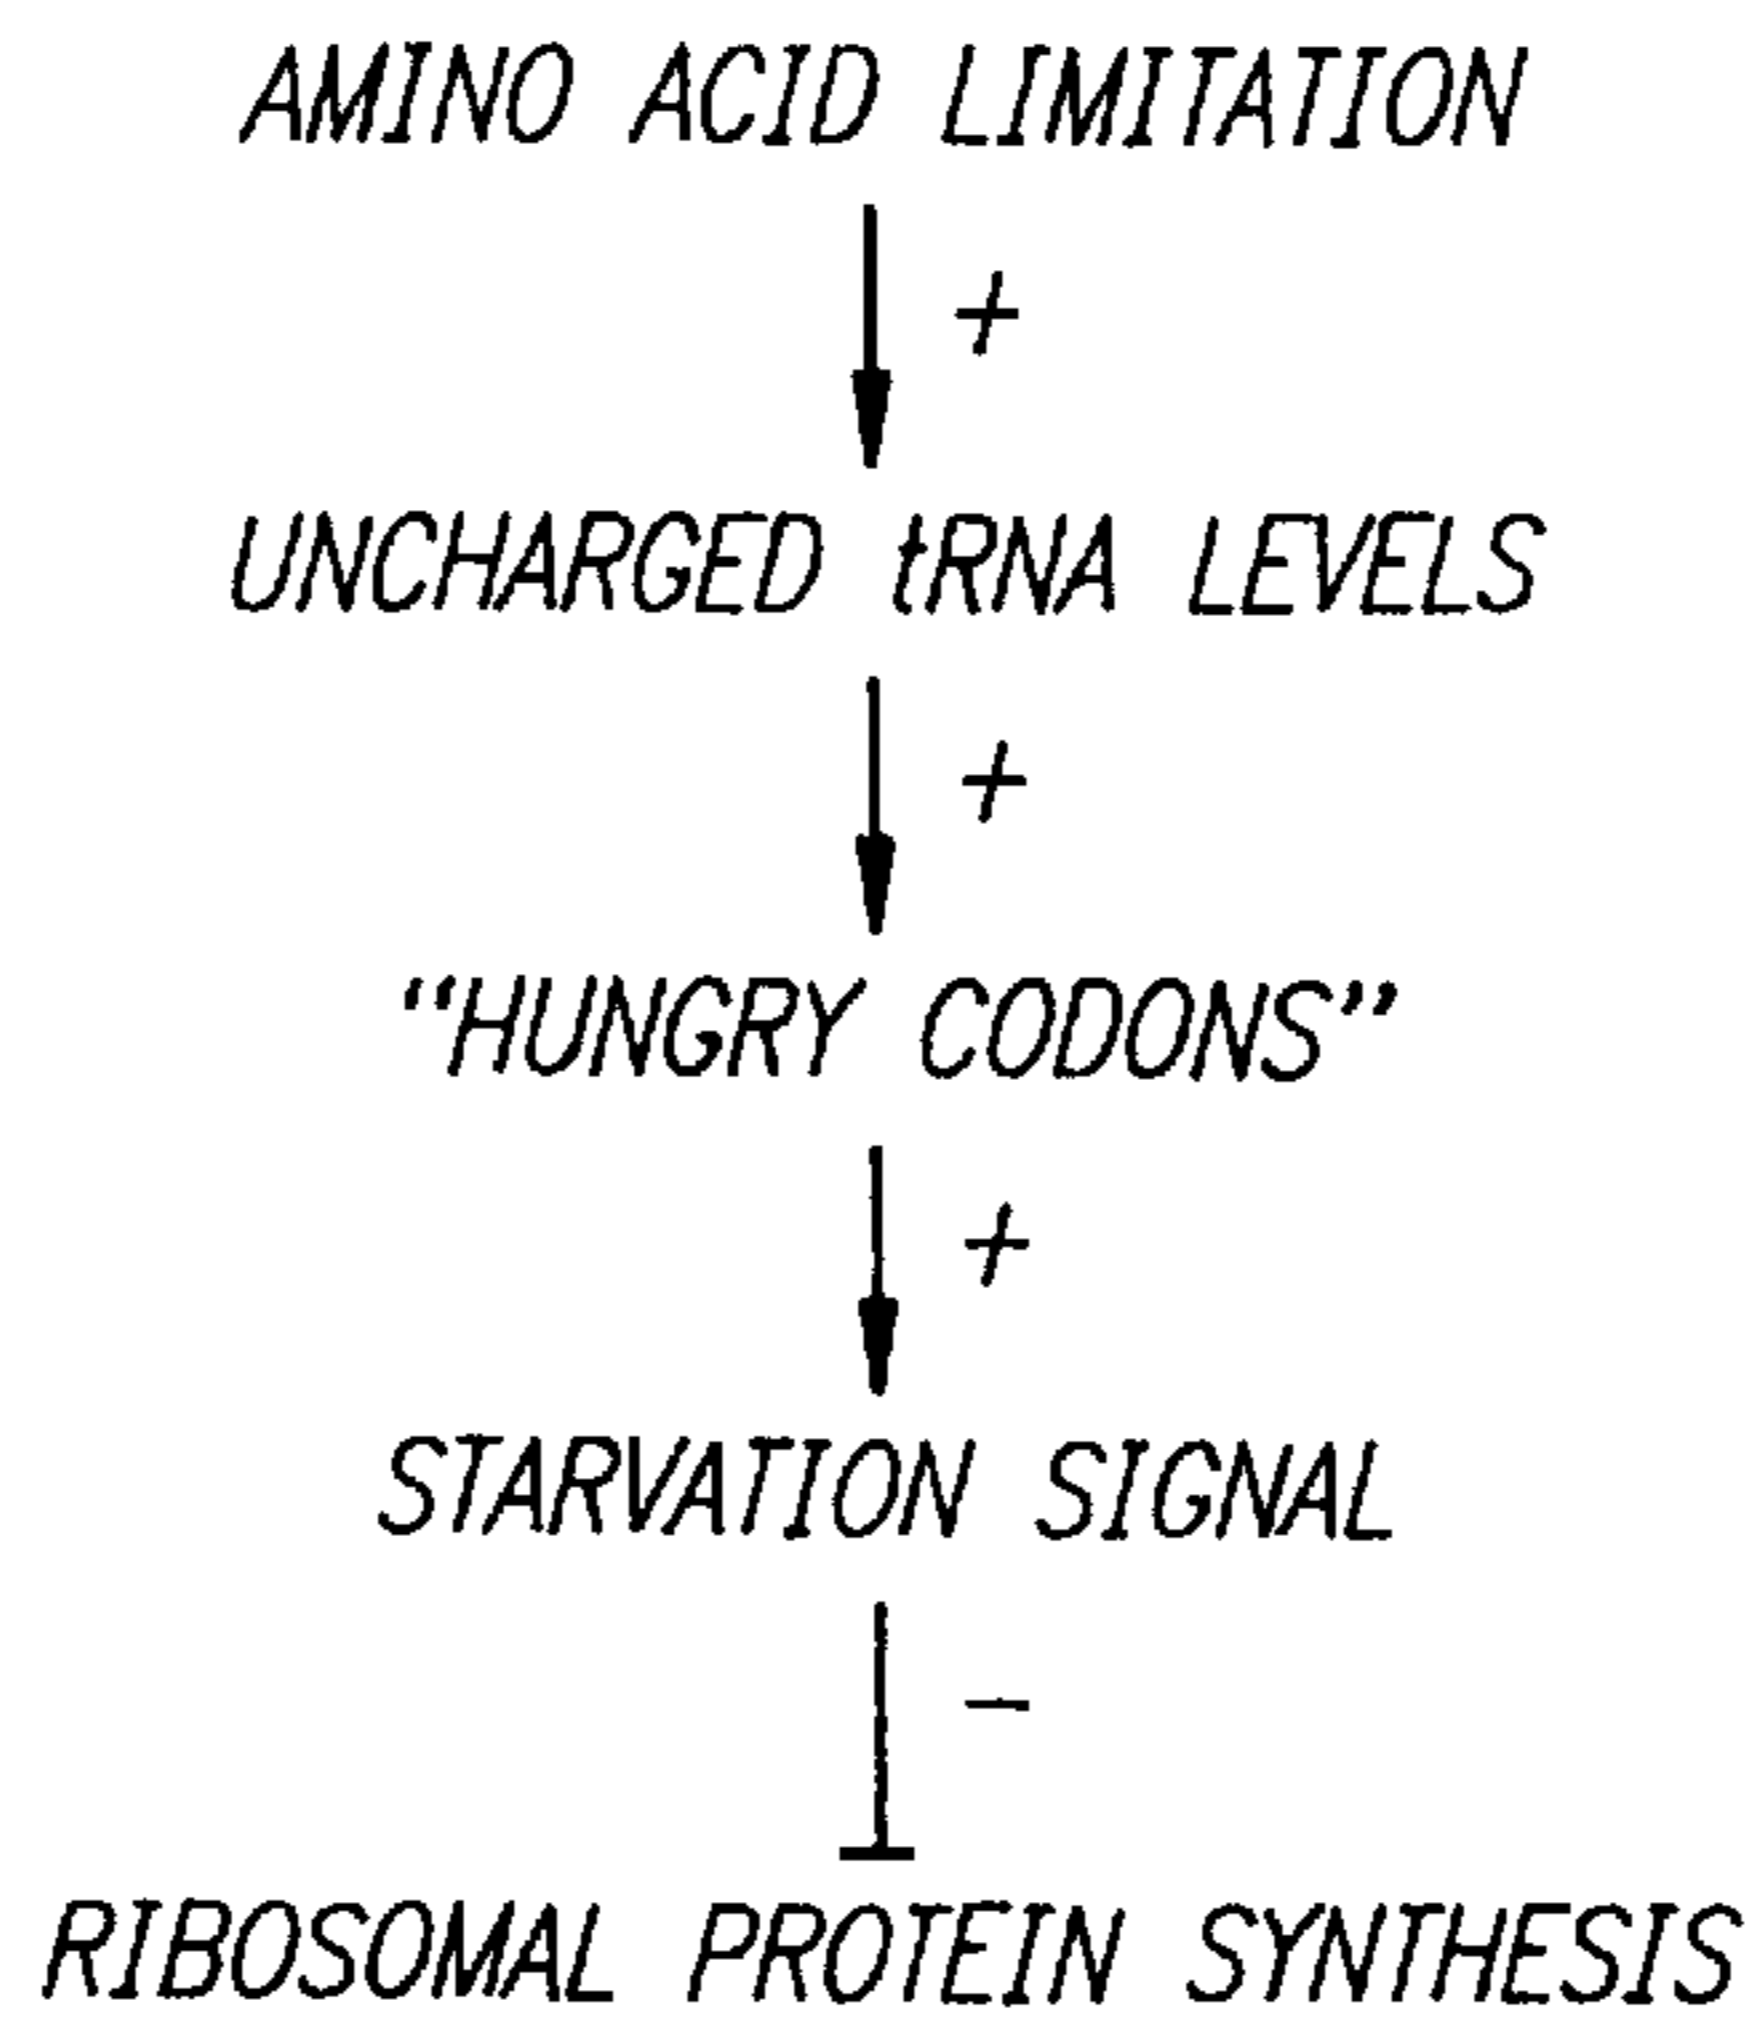 AMINO ACID LIMITATION
+
UNCHARGED tRNA LEVELS
+
“HUNGRY CODONS”
+
STARVATION SIGNAL
−
RIBOSOMAL PROTEIN SYNTHESIS